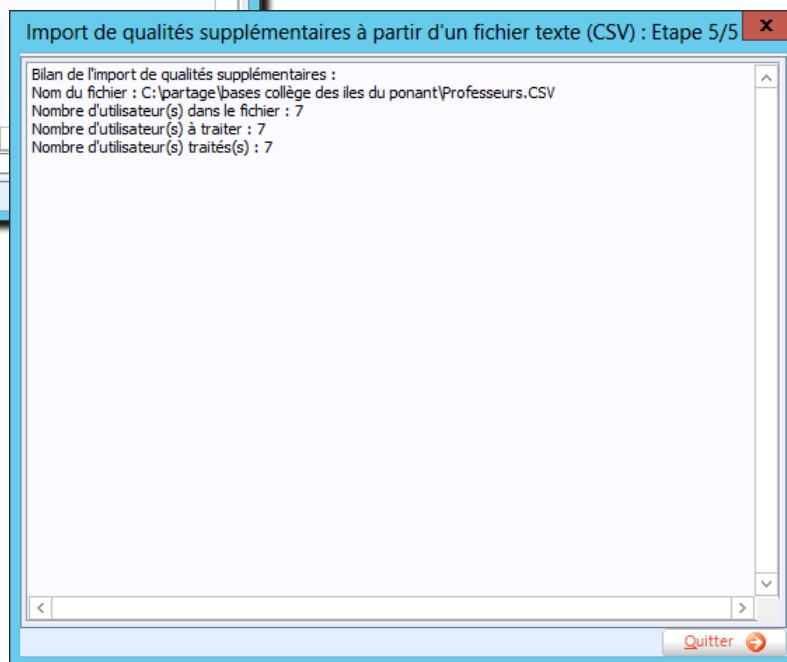 Import de qualités supplémentaires à partir d'un fichier texte (CSV) : Etape 5/5
Bilan de l'import de qualités supplémentaires :
Nom du fichier : C:\partage\bases collège des iles du ponant\Professeurs.CSV
Nombre d'utilisateur(s) dans le fichier : 7
Nombre d'utilisateur(s) à traiter : 7
Nombre d'utilisateur(s) traités(s) : 7
Quitter